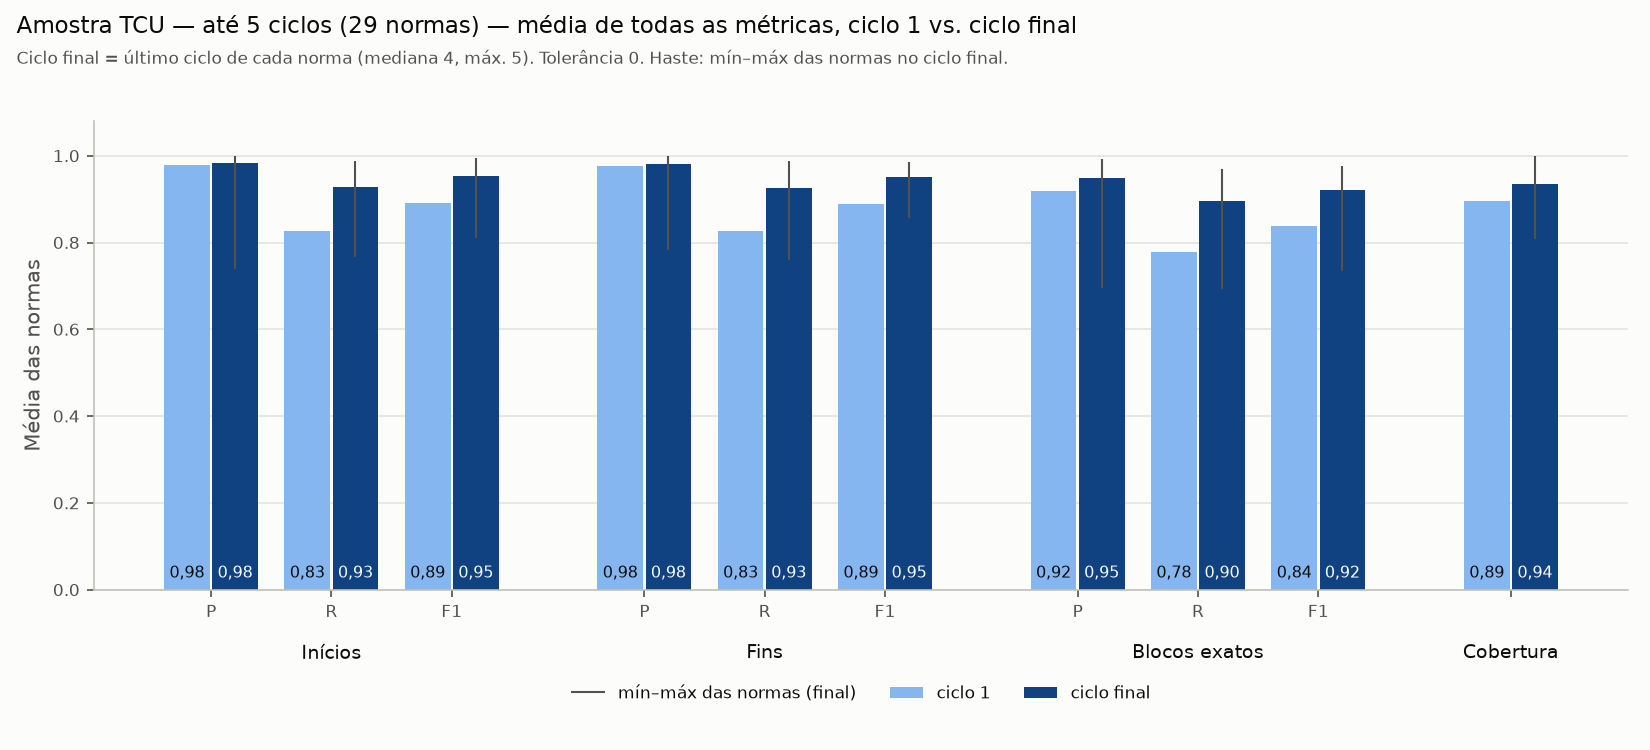 Amostra TCU — até 5 ciclos (29 normas) — média de todas as métricas, ciclo 1 vs. ciclo final
Ciclo final = último ciclo de cada norma (mediana 4, máx. 5). Tolerância 0. Haste: mín–máx das normas no ciclo final.
Média das normas
1.0
0.8
0.6
0.4
0.2
0.0
0,98 0,98 0,83 0,93 0,89 0,95 0,98 0,98 0,83 0,93 0,89 0,95 0,92 0,95 0,78 0,90 0,84 0,92 0,89 0,94
P R F1 P R F1 P R F1
Inícios Fins Blocos exatos Cobertura
mín–máx das normas (final) ciclo 1 ciclo final